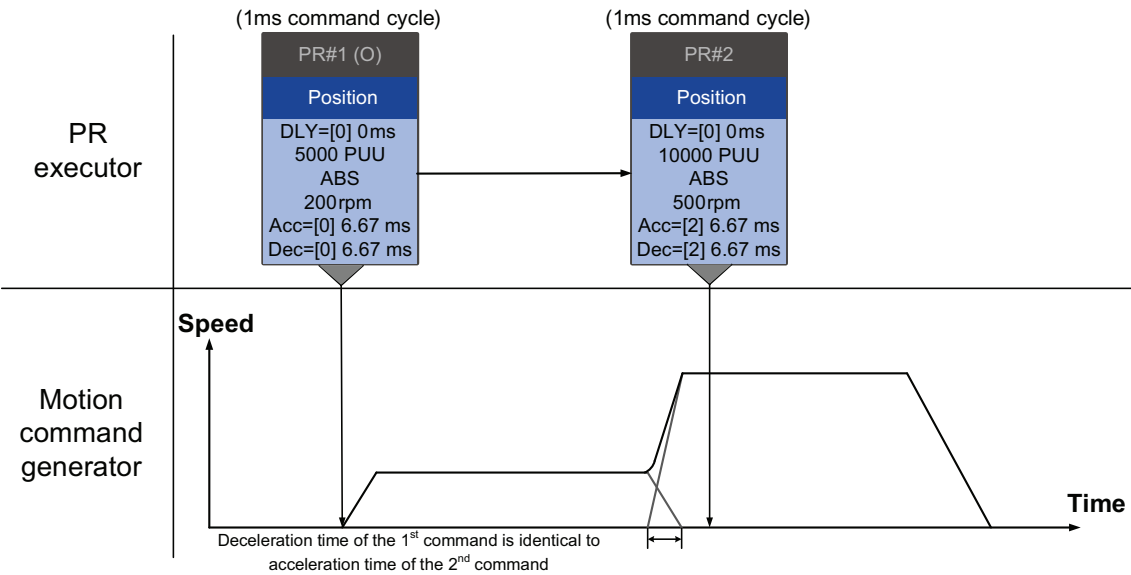 (1ms command cycle)
(1ms command cycle)
PR#1 (O)
PR#2
Position
Position
PR
executor
DLY=[0] 0ms
5000 PUU
ABS
200rpm
Acc=[0] 6.67 ms
Dec=[0] 6.67 ms
DLY=[0] 0ms
10000 PUU
ABS
500rpm
Acc=[2] 6.67 ms
Dec=[2] 6.67 ms
Speed
Motion
command
generator
Time
Deceleration time of the 1st command is identical to
acceleration time of the 2nd command